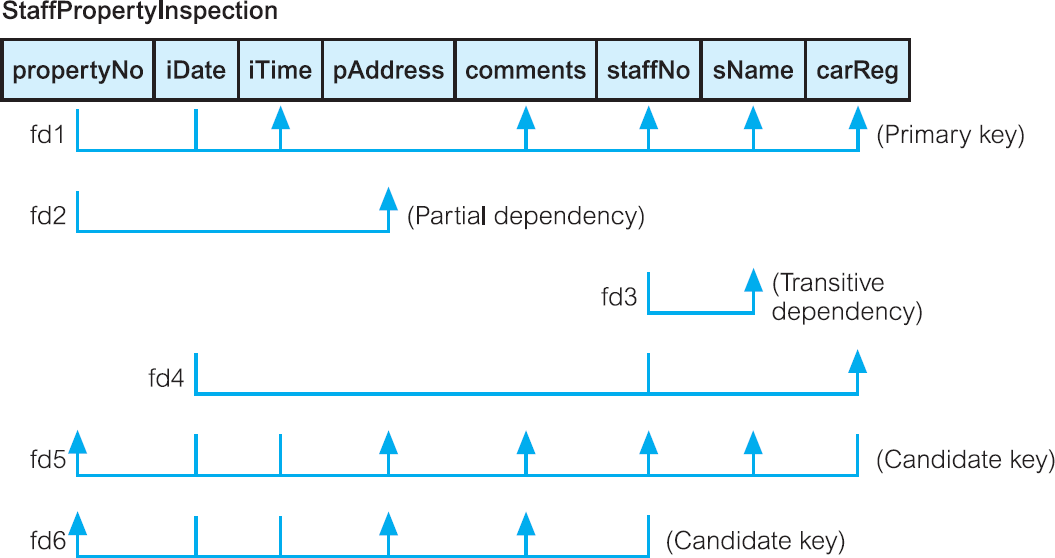 StaffPropertyInspection
propertyNo iDate iTime pAddress comments staffNo sName carReg
fd1 (Primary key)
fd2 (Partial dependency)
fd3 (Transitive
dependency)
fd4
fd5 (Candidate key)
fd6 (Candidate key)